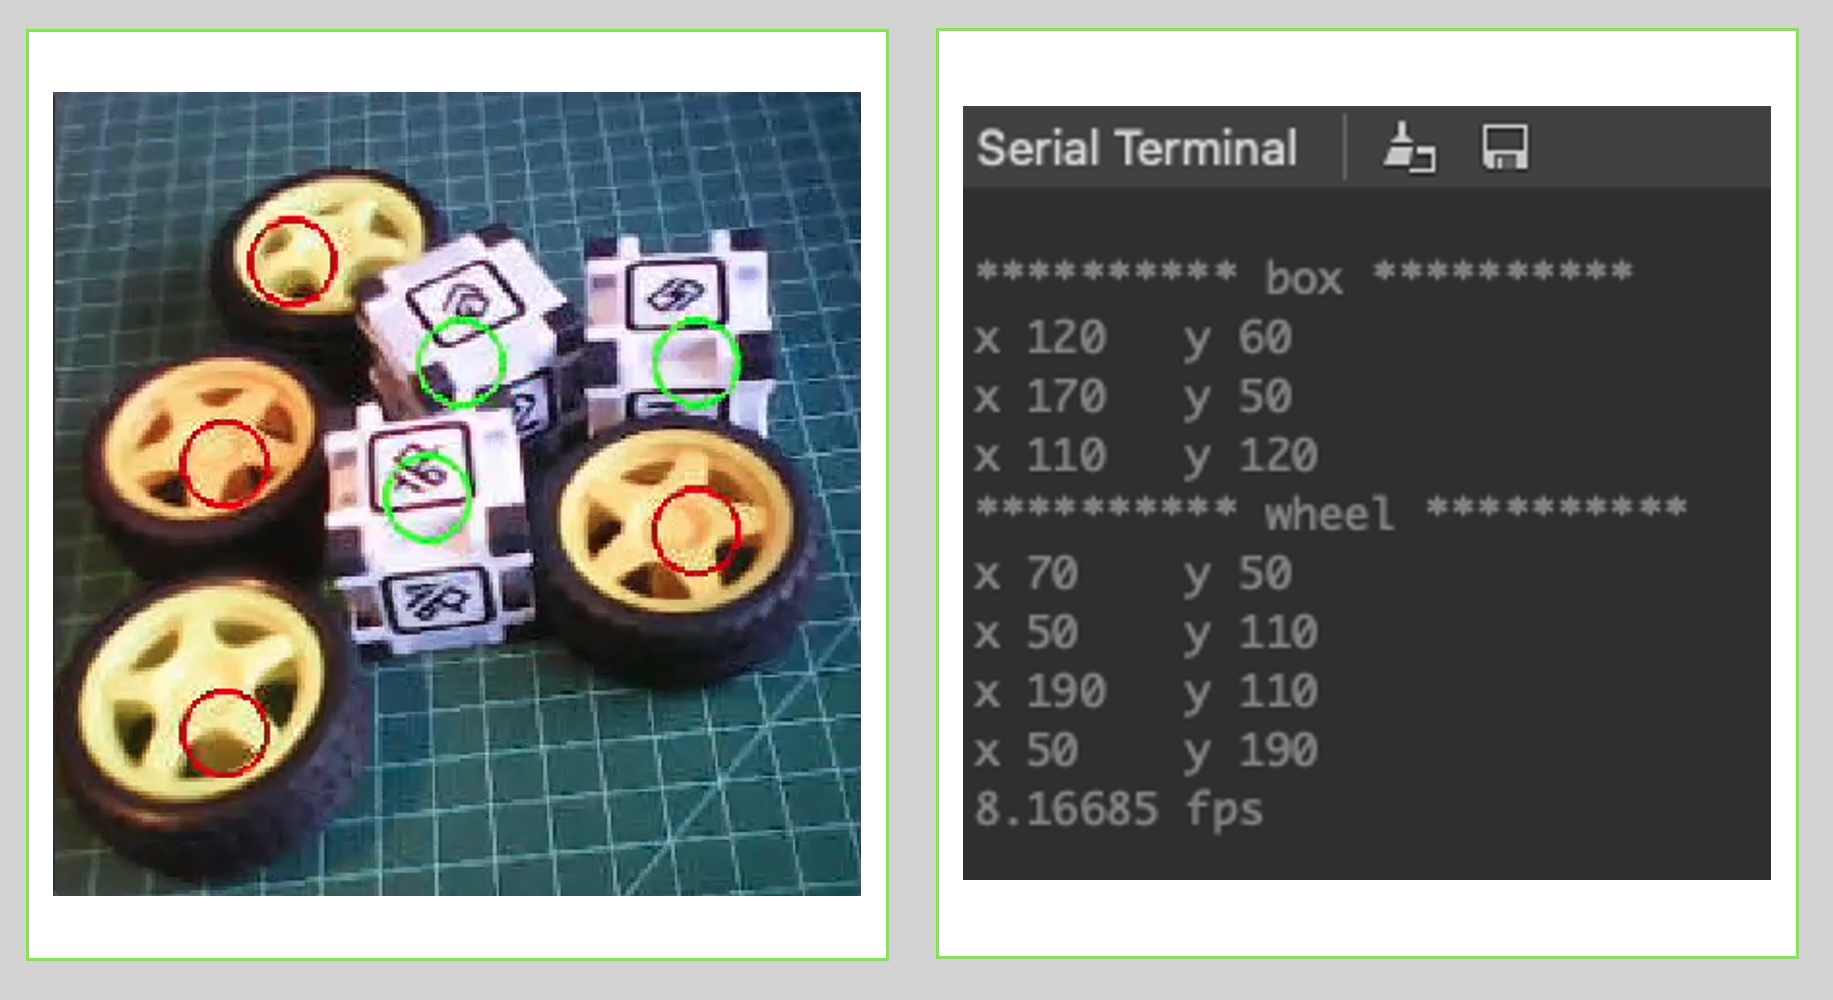 Serial Terminal
********** box **********
x 120 y 60
x 170 y 50
x 110 y 120
********** wheel **********
x 70 y 50
x 50 y 110
x 190 y 110
x 50 y 190
8.16685 fps